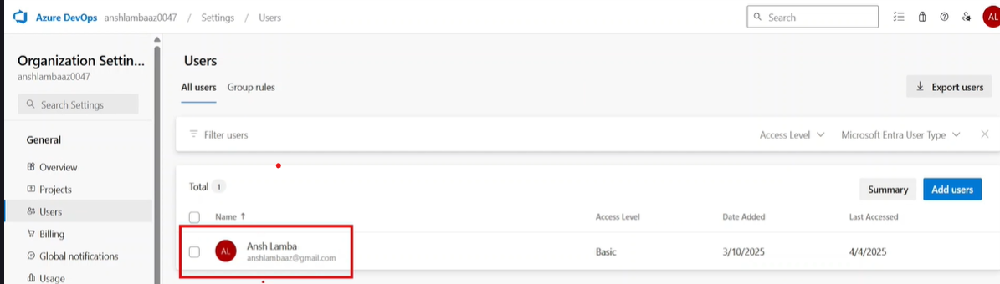 Azure DevOps anshlambaaz0047 / Settings / Users
Search
AL
Organization Settin...
anshlambaaz0047
Search Settings
General
Overview
Projects
Users
Billing
Global notifications
Usage
Users
All users Group rules
Export users
Filter users
Access Level
Microsoft Entra User Type
Total 1
Summary
Add users
Name ↑ Access Level Date Added Last Accessed
AL
Ansh Lamba
anshlambaaz@gmail.com
Basic 3/10/2025 4/4/2025